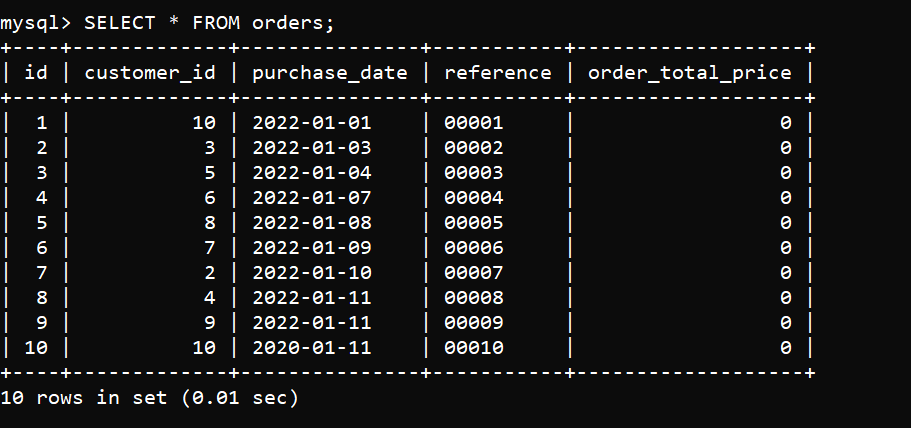 mysql> SELECT * FROM orders;
+----+-------------+---------------+-----------+-------------------+
| id | customer_id | purchase_date | reference | order_total_price |
+----+-------------+---------------+-----------+-------------------+
|  1 |          10 | 2022-01-01    | 00001     |                 0 |
|  2 |           3 | 2022-01-03    | 00002     |                 0 |
|  3 |           5 | 2022-01-04    | 00003     |                 0 |
|  4 |           6 | 2022-01-07    | 00004     |                 0 |
|  5 |           8 | 2022-01-08    | 00005     |                 0 |
|  6 |           7 | 2022-01-09    | 00006     |                 0 |
|  7 |           2 | 2022-01-10    | 00007     |                 0 |
|  8 |           4 | 2022-01-11    | 00008     |                 0 |
|  9 |           9 | 2022-01-11    | 00009     |                 0 |
| 10 |          10 | 2020-01-11    | 00010     |                 0 |
+----+-------------+---------------+-----------+-------------------+
10 rows in set (0.01 sec)